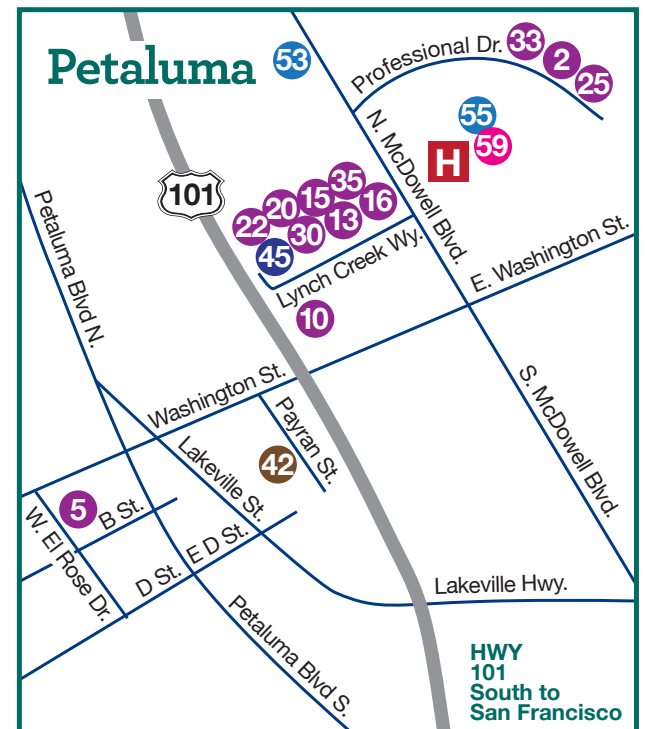 Petaluma
53
Professional Dr.
33
2
25
55
59
H
N. McDowell Blvd.
101
35
15
16
20
13
22
30
45
Lynch Creek Wy.
E. Washington St.
10
Petaluma Blvd N.
Washington St.
Payran St.
S. McDowell Blvd.
42
Lakeville St.
5
B St.
W. El Rose Dr.
D St.
E D St.
Lakeville Hwy.
Petaluma Blvd S.
HWY
101
South to
San Francisco